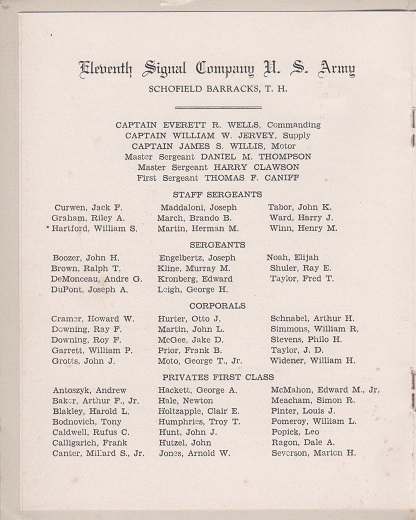 Eleventh Signal Company U. S. Army
SCHOFIELD BARRACKS, T. H.
CAPTAIN EVERETT R. WELLS, Commanding
CAPTAIN WILLIAM W. JERVEY, Supply
CAPTAIN JAMES S. WILLIS, Motor
Master Sergeant DANIEL M. THOMPSON
Master Sergeant HARRY CLAWSON
First Sergeant THOMAS F. CANIFF
STAFF SERGEANTS
Curwen, Jack F. Maddaloni, Joseph Tabor, John K.
Graham, Riley A. March, Brando B. Ward, Harry J.
* Hartford, William S. Martin, Herman M. Winn, Henry M.
SERGEANTS
Boozer, John H. Engelbertz, Joseph Noah, Elijah
Brown, Ralph T. Kline, Murray M. Shuler, Ray E.
DeMonceau, Andre G. Kronberg, Edward Taylor, Fred T.
DuPont, Joseph A. Leigh, George H.
CORPORALS
Cramer, Howard W. Hurter, Otto J. Schnabel, Arthur H.
Downing, Ray F. Martin, John L. Simmons, William R.
Downing, Roy F. McGee, Jake D. Stevens, Philo H.
Garrett, William P. Prior, Frank B. Taylor, J. D.
Grotts, John J. Moto, George T., Jr. Widener, William H.
PRIVATES FIRST CLASS
Antoszyk, Andrew Hackett, George A. McMahon, Edward M., Jr.
Baker, Arthur F., Jr. Hale, Newton Meacham, Simon R.
Blakley, Harold L. Holtzapple, Clair E. Pinter, Louis J.
Bodnovich, Tony Humphries, Troy T. Pomeroy, William L.
Caldwell, Rufus C. Hunt, John J. Popick, Leo
Calligarich, Frank Hutzel, John Ragon, Dale A.
Canter, Millard S., Jr. Jones, Arnold W. Severson, Marion H.